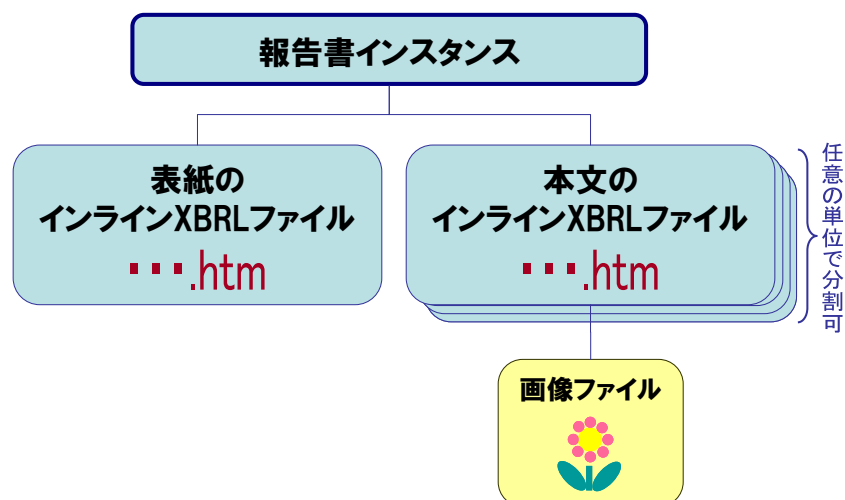 報告書インスタンス
表紙の
インラインXBRLファイル
・・・.htm
本文の
インラインXBRLファイル
・・・.htm
任意の単位で分割可
画像ファイル